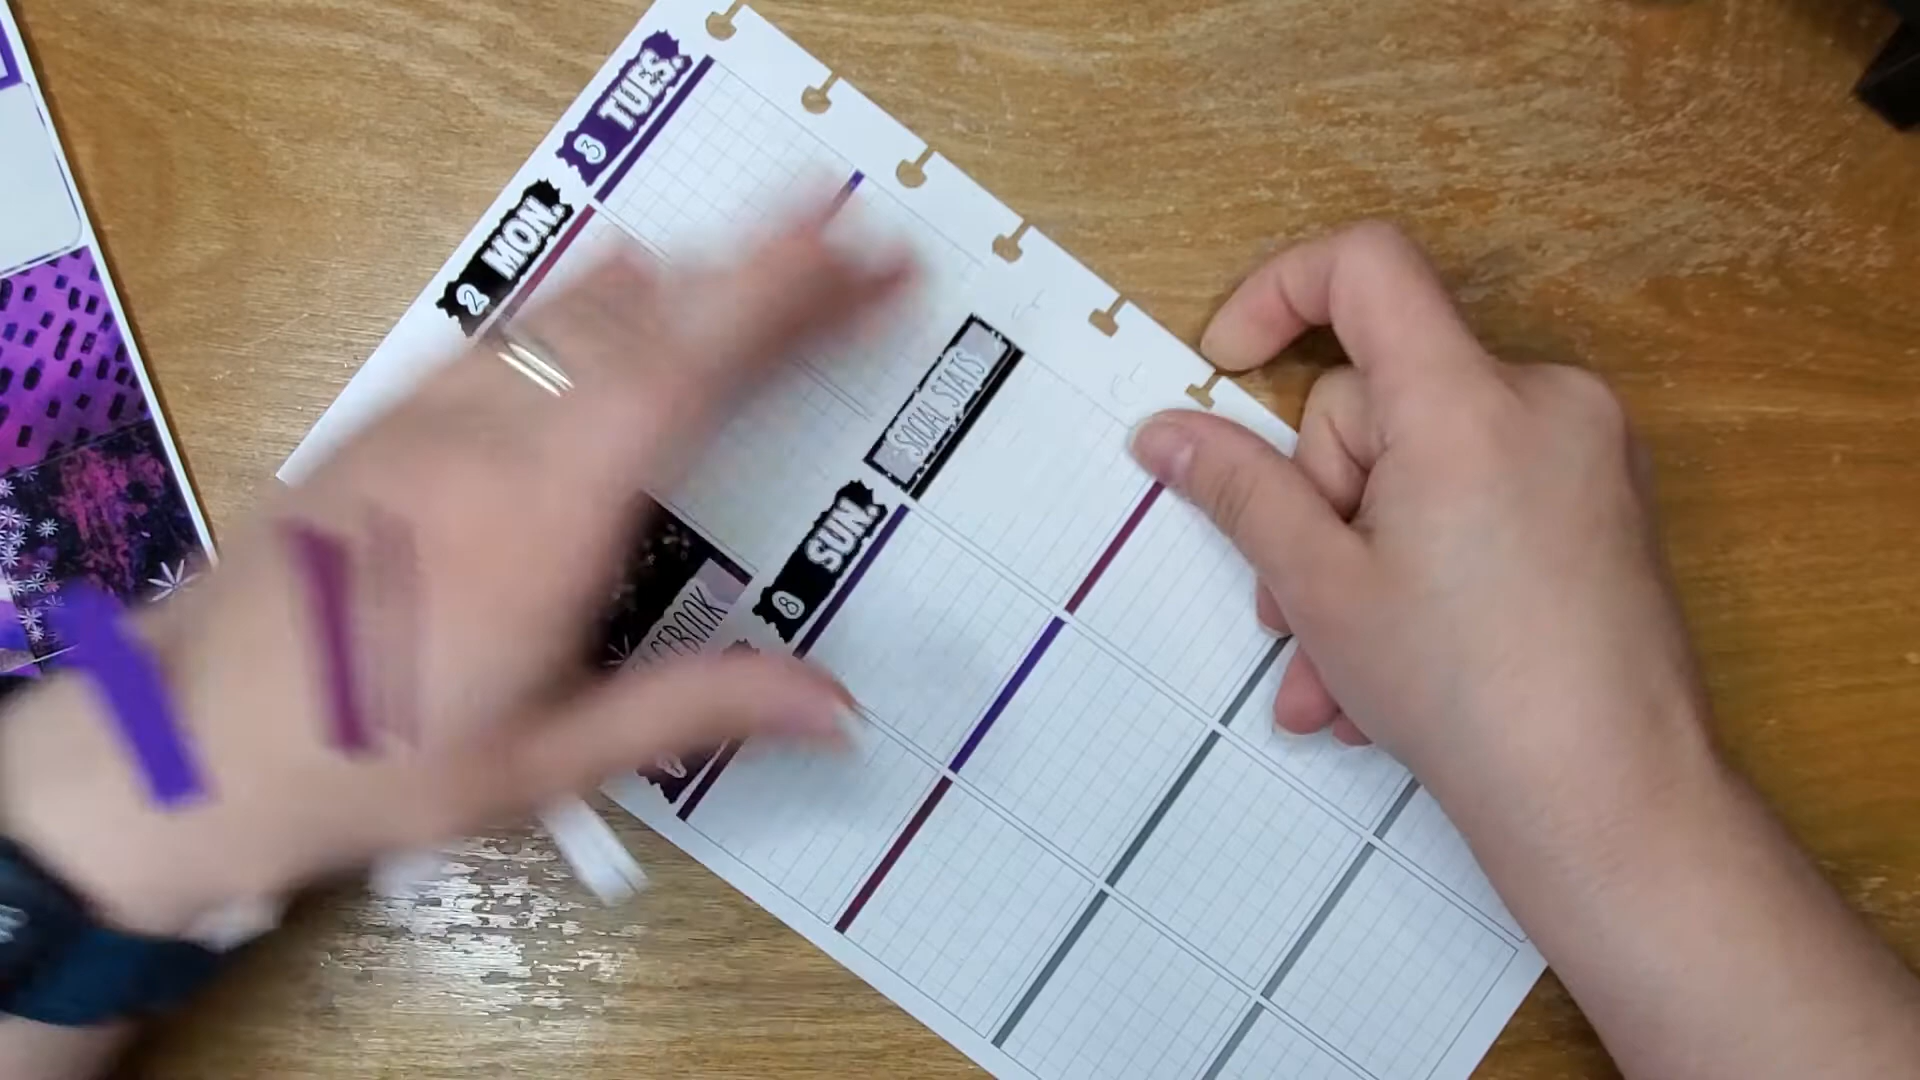 3 TUES.
2 MON.
SOCIAL STATS
8 SUN.